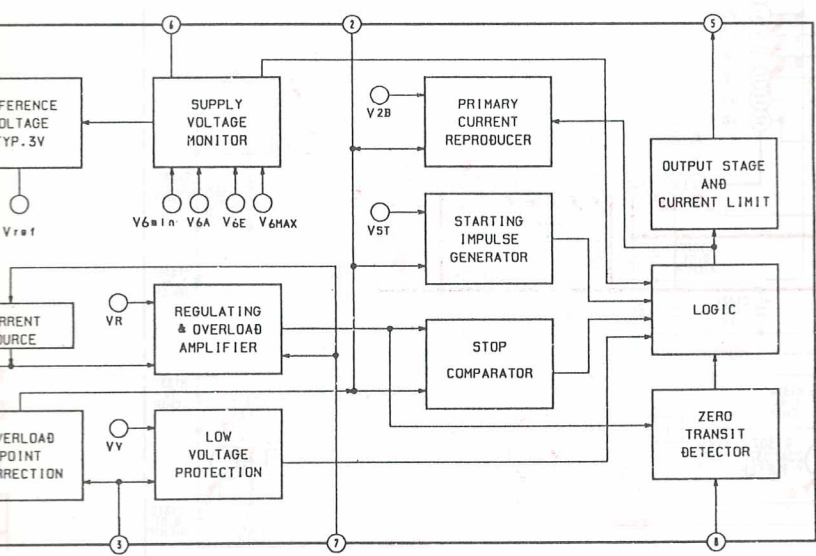 6
2
5
FERENCE
OLTAGE
YP.3V
SUPPLY
VOLTAGE
MONITOR
V2B
PRIMARY
CURRENT
REPRODUCER
OUTPUT STAGE
AND
CURRENT LIMIT
Vref
V6min
V6A
V6E
V6MAX
VST
STARTING
IMPULSE
GENERATOR
LOGIC
RRENT
OURCE
VR
REGULATING
& OVERLOAD
AMPLIFIER
STOP
COMPARATOR
VERLOAD
POINT
RRECTION
VV
LOW
VOLTAGE
PROTECTION
ZERO
TRANSIT
DETECTOR
3
7
8